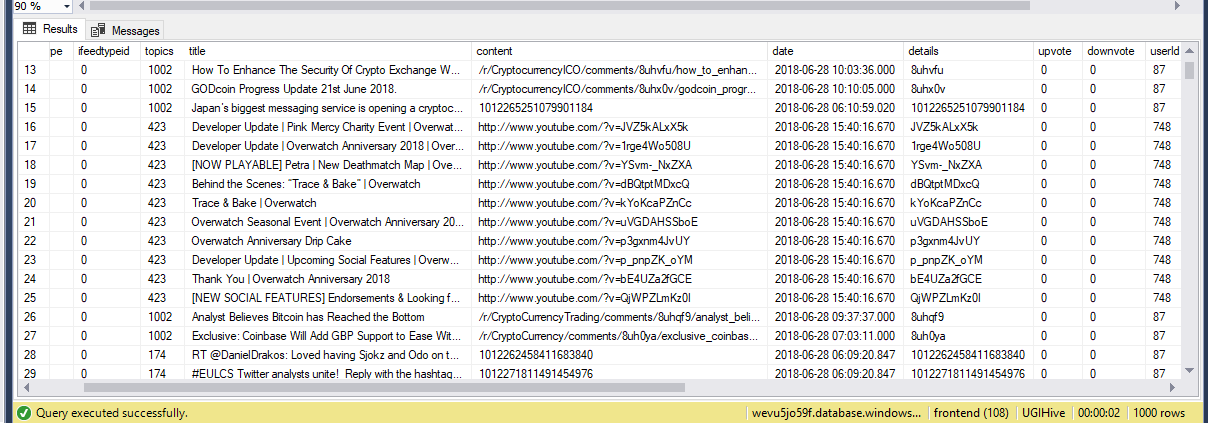 90 %
Results Messages
pe ifeedtypeid topics title content date details upvote downvote userId
13 0 1002 How To Enhance The Security Of Crypto Exchange W... /r/CryptocurrencyICO/comments/8uhvfu/how_to_enhan... 2018-06-28 10:03:36.000 8uhvfu 0 0 87
14 0 1002 GODcoin Progress Update 21st June 2018. /r/CryptocurrencyICO/comments/8uhx0v/godcoin_progr... 2018-06-28 10:10:05.000 8uhx0v 0 0 87
15 0 1002 Japan's biggest messaging service is opening a cryptoc... 1012265251079901184 2018-06-28 06:10:59.020 1012265251079901184 0 0 87
16 0 423 Developer Update | Pink Mercy Charity Event | Overwat... http://www.youtube.com/?v=JVZ5kALxX5k 2018-06-28 15:40:16.670 JVZ5kALxX5k 0 0 748
17 0 423 Developer Update | Overwatch Anniversary 2018 | Over... http://www.youtube.com/?v=1rge4Wo508U 2018-06-28 15:40:16.670 1rge4Wo508U 0 0 748
18 0 423 [NOW PLAYABLE] Petra | New Deathmatch Map | Ove... http://www.youtube.com/?v=YSvm-_NxZXA 2018-06-28 15:40:16.670 YSvm-_NxZXA 0 0 748
19 0 423 Behind the Scenes: "Trace & Bake" | Overwatch http://www.youtube.com/?v=dBQtptMDxcQ 2018-06-28 15:40:16.670 dBQtptMDxcQ 0 0 748
20 0 423 Trace & Bake | Overwatch http://www.youtube.com/?v=kYoKcaPZnCc 2018-06-28 15:40:16.670 kYoKcaPZnCc 0 0 748
21 0 423 Overwatch Seasonal Event | Overwatch Anniversary 20... http://www.youtube.com/?v=uVGDAHSSboE 2018-06-28 15:40:16.670 uVGDAHSSboE 0 0 748
22 0 423 Overwatch Anniversary Drip Cake http://www.youtube.com/?v=p3gxnm4JvUY 2018-06-28 15:40:16.670 p3gxnm4JvUY 0 0 748
23 0 423 Developer Update | Upcoming Social Features | Overw... http://www.youtube.com/?v=p_pnpZK_oYM 2018-06-28 15:40:16.670 p_pnpZK_oYM 0 0 748
24 0 423 Thank You | Overwatch Anniversary 2018 http://www.youtube.com/?v=bE4UZa2fGCE 2018-06-28 15:40:16.670 bE4UZa2fGCE 0 0 748
25 0 423 [NEW SOCIAL FEATURES] Endorsements & Looking f... http://www.youtube.com/?v=QjWPZLmKz0I 2018-06-28 15:40:16.670 QjWPZLmKz0I 0 0 748
26 0 1002 Analyst Believes Bitcoin has Reached the Bottom /r/CryptoCurrencyTrading/comments/8uhqf9/analyst_beli... 2018-06-28 09:37:37.000 8uhqf9 0 0 87
27 0 1002 Exclusive: Coinbase Will Add GBP Support to Ease Wit... /r/CryptoCurrency/comments/8uh0ya/exclusive_coinbas... 2018-06-28 07:03:11.000 8uh0ya 0 0 87
28 0 174 RT @DanielDrakos: Loved having Sjokz and Odo on t... 1012262458411683840 2018-06-28 06:09:20.847 1012262458411683840 0 0 87
29 0 174 #EULCS Twitter analysts unite! Reply with the hashtag... 1012271811491454976 2018-06-28 06:09:20.847 1012271811491454976 0 0 87
Query executed successfully. wevu5jo59f.database.windows... frontend (108) UGIHive 00:00:02 1000 rows